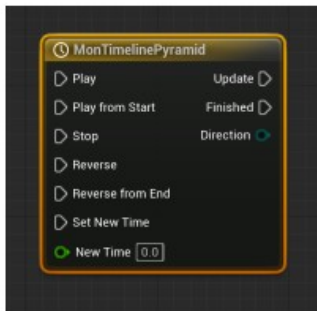 MonTimelinePyramid
Play Update
Play from Start Finished
Stop Direction
Reverse
Reverse from End
Set New Time
New Time 0.0